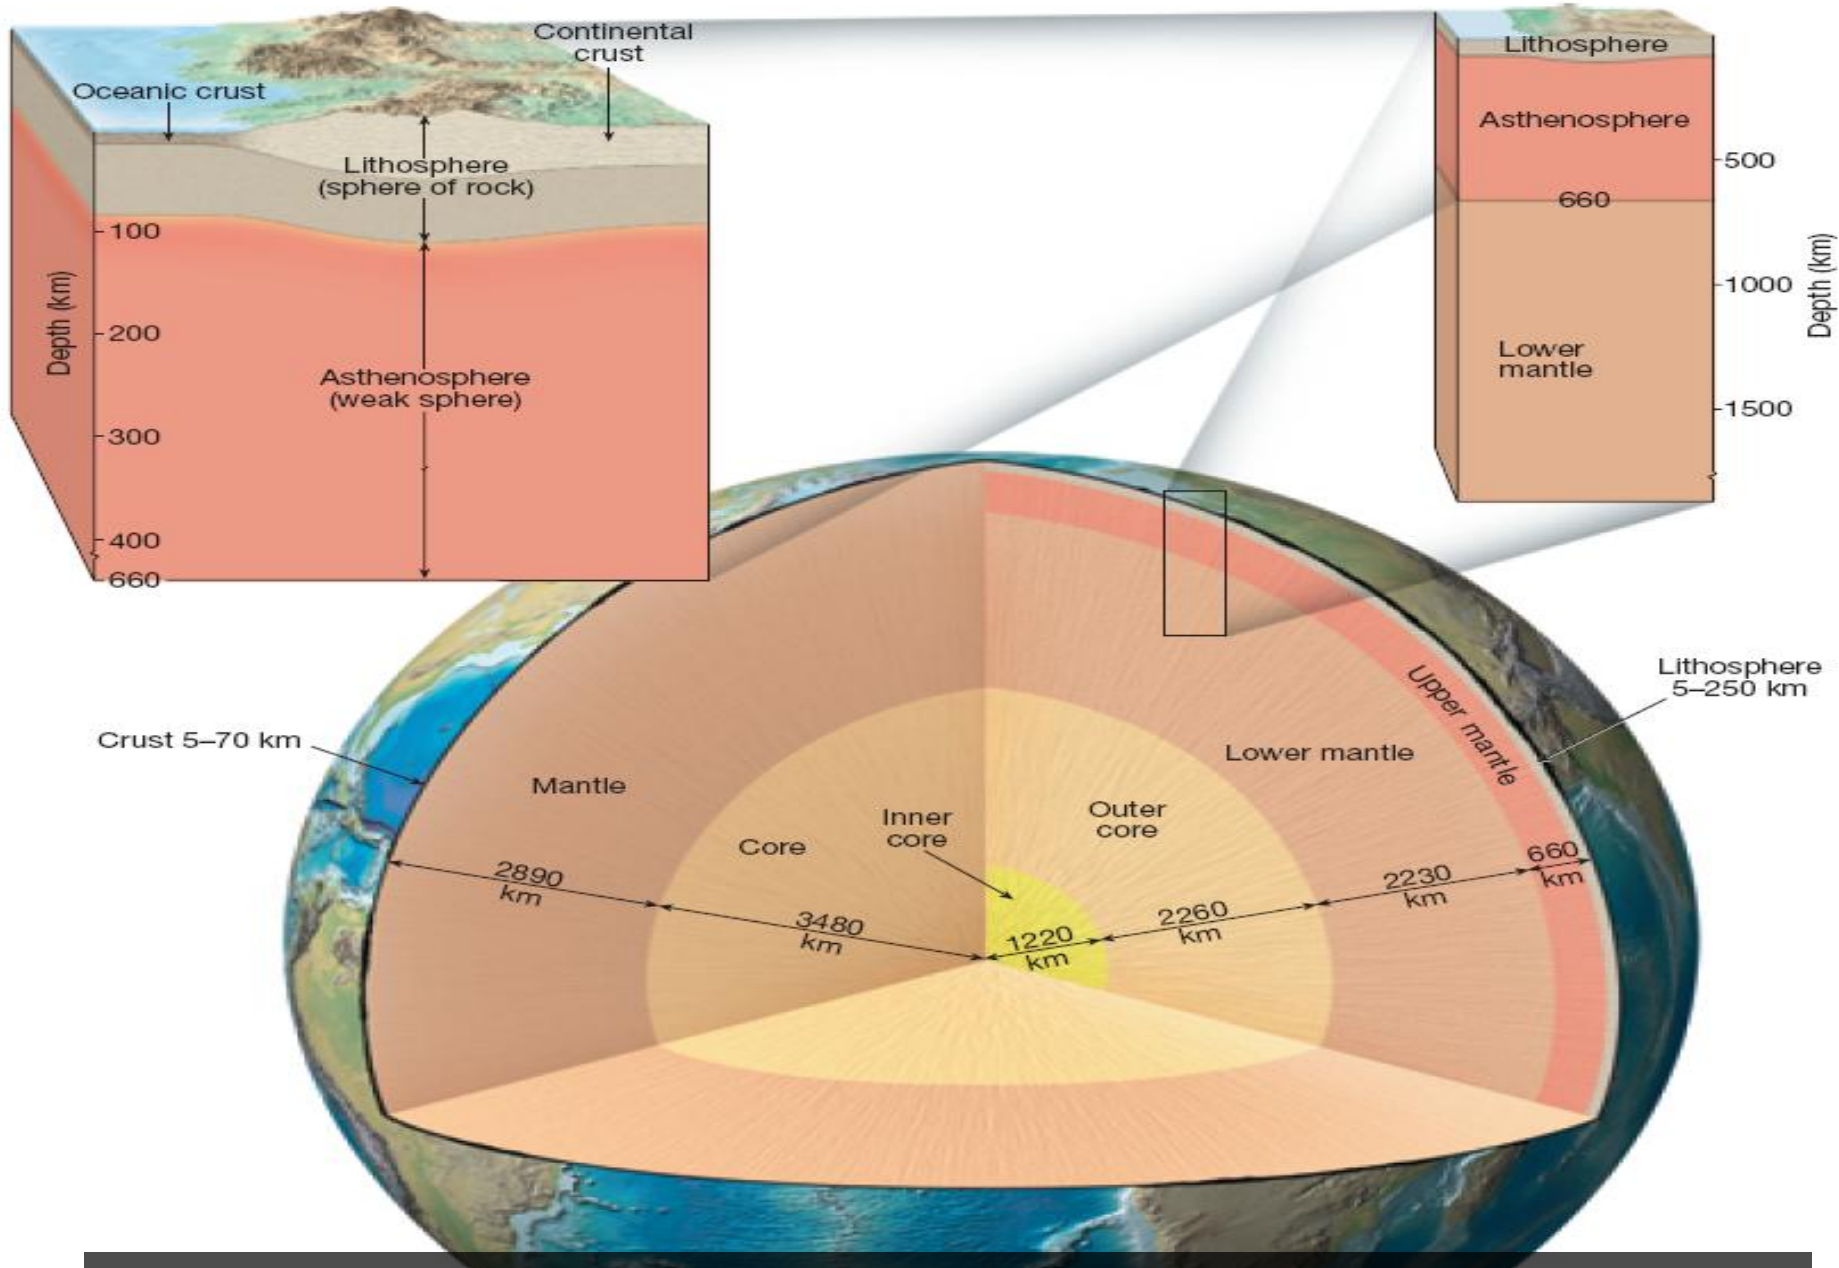 Continental
crust
Oceanic crust
Lithosphere
(sphere of rock)
100
200
300
400
660
Depth (km)
Asthenosphere
(weak sphere)
Lithosphere
Asthenosphere
500
660
1000
1500
Depth (km)
Lower
mantle
Lithosphere
5–250 km
Upper mantle
Crust 5–70 km
Mantle
Lower mantle
Core
Inner
core
Outer
core
2890
km
3480
km
1220
km
2260
km
2230
km
660
km